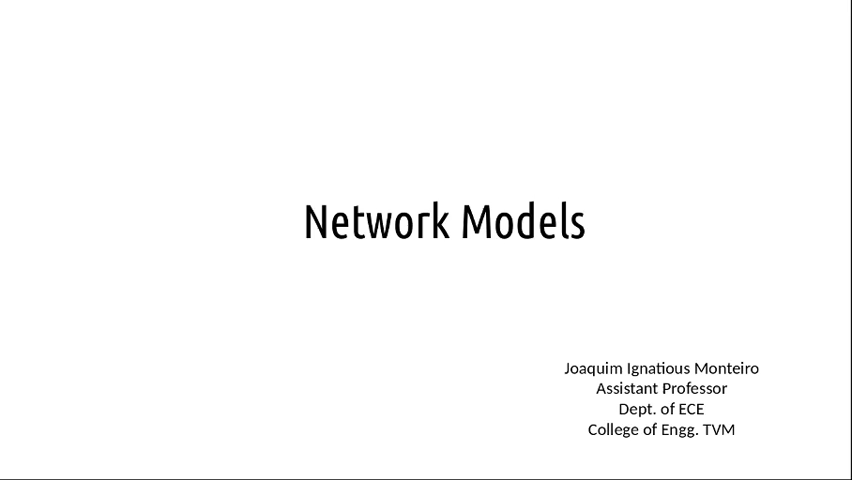 Network Models
Joaquim Ignatious Monteiro
Assistant Professor
Dept. of ECE
College of Engg. TVM